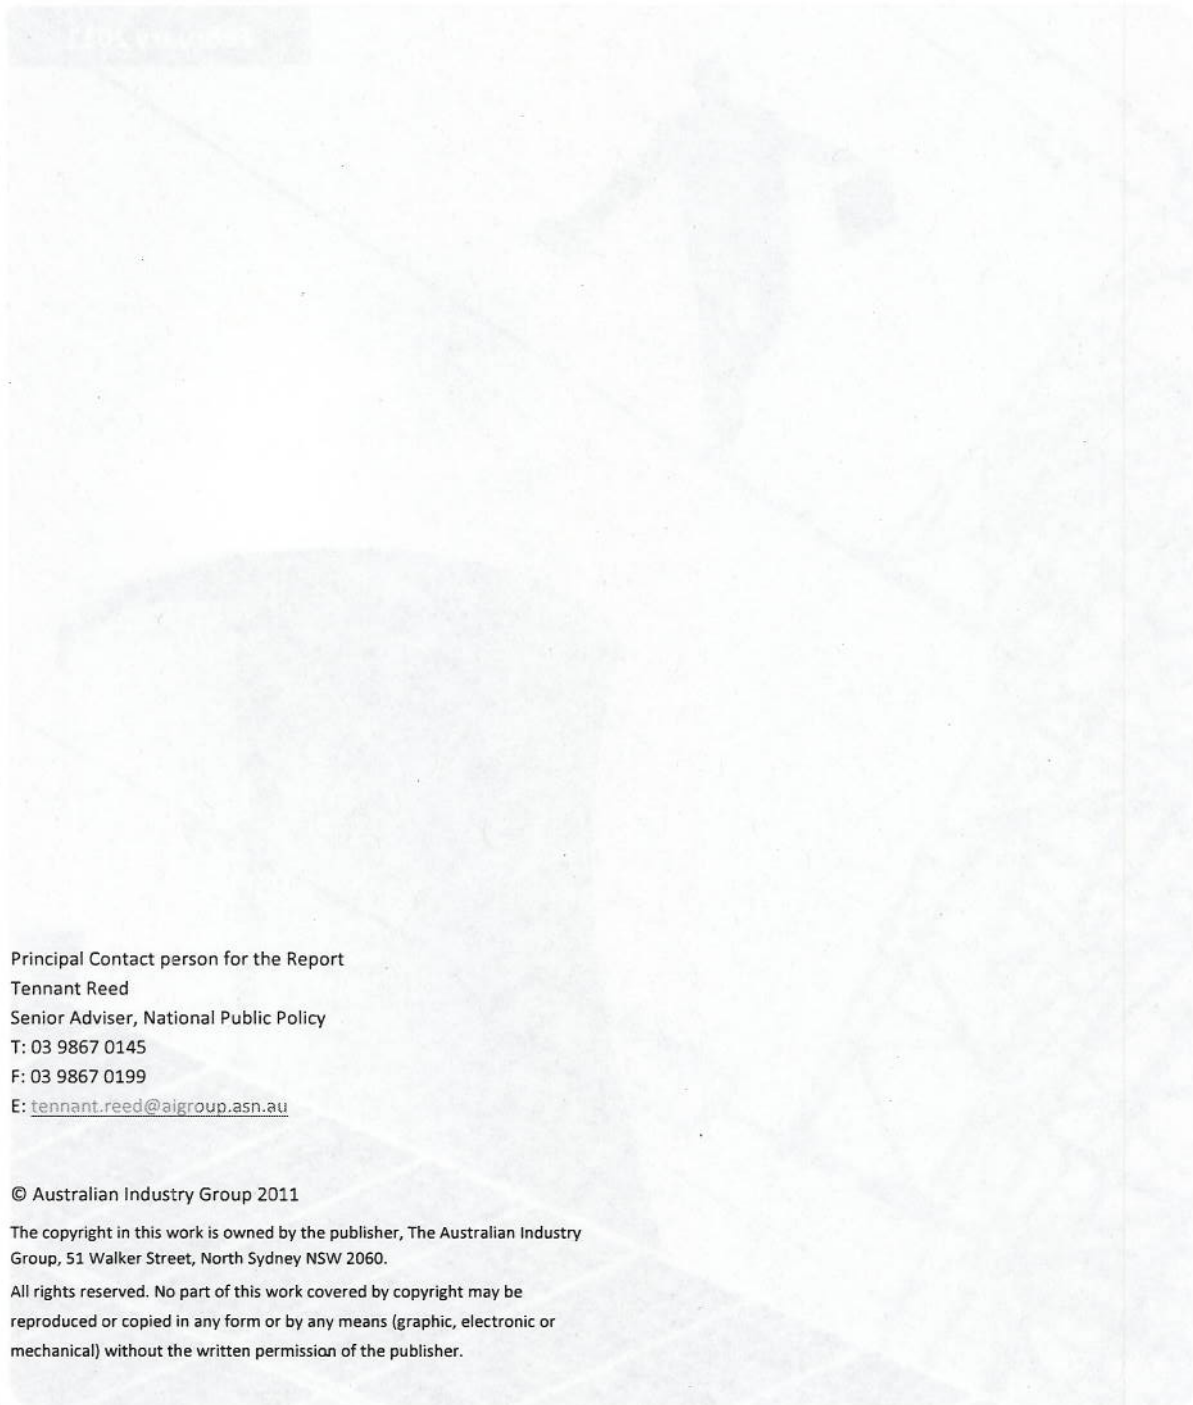 Principal Contact person for the Report
Tennant Reed
Senior Adviser, National Public Policy
T: 03 9867 0145
F: 03 9867 0199
E: tennant.reed@aigroup.asn.au
© Australian Industry Group 2011
The copyright in this work is owned by the publisher, The Australian Industry
Group, 51 Walker Street, North Sydney NSW 2060.
All rights reserved. No part of this work covered by copyright may be
reproduced or copied in any form or by any means (graphic, electronic or
mechanical) without the written permission of the publisher.